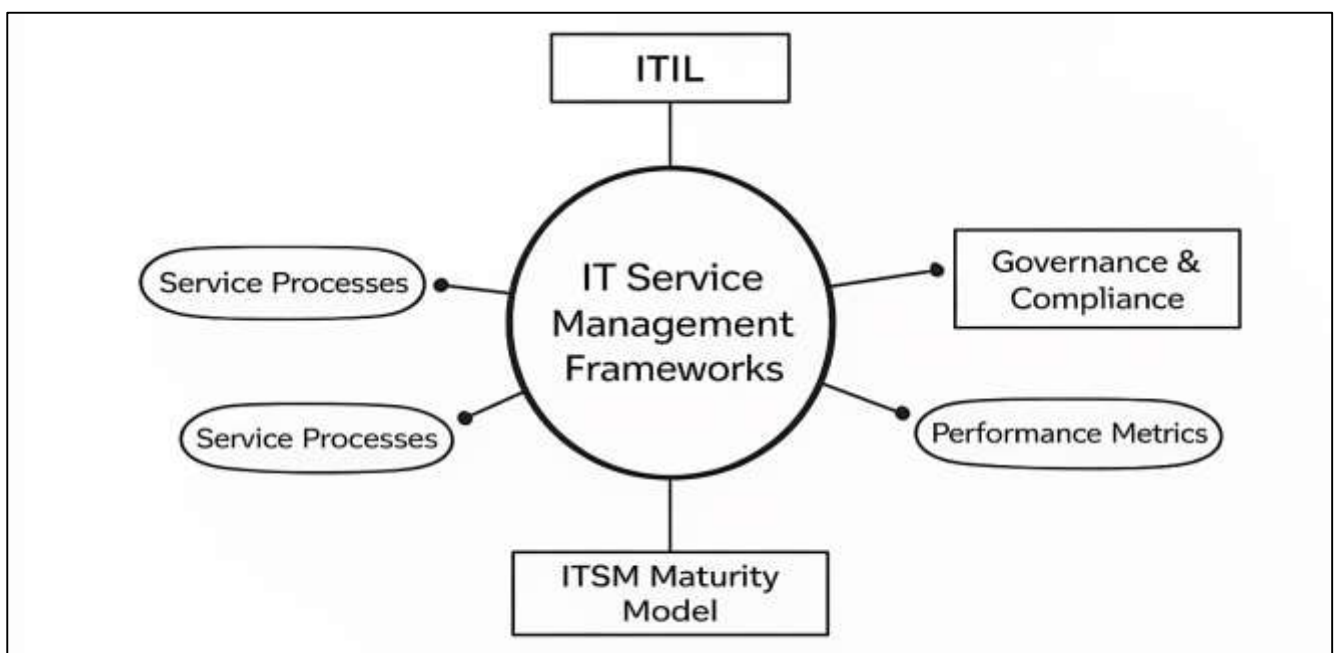 ITIL
Service Processes
IT Service
Management
Frameworks
Governance &
Compliance
Service Processes
Performance Metrics
ITSM Maturity
Model